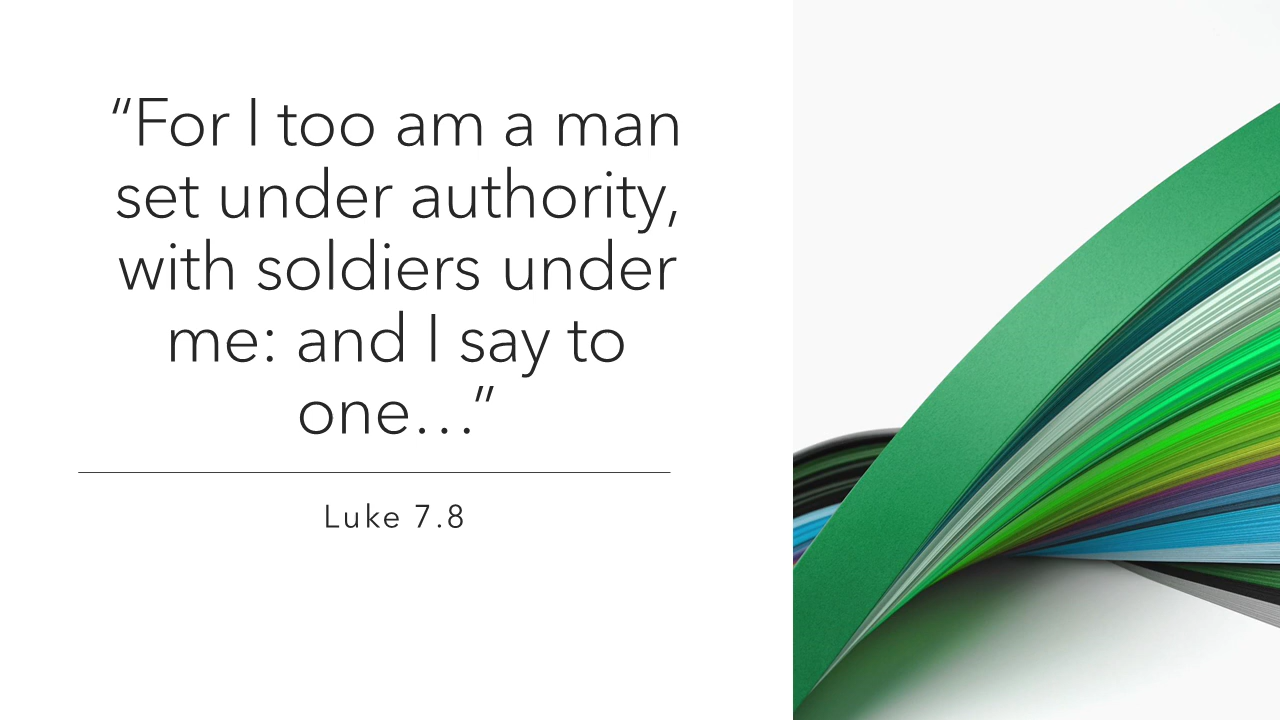 “For I too am a man
set under authority,
with soldiers under
me: and I say to
one…”
Luke 7.8